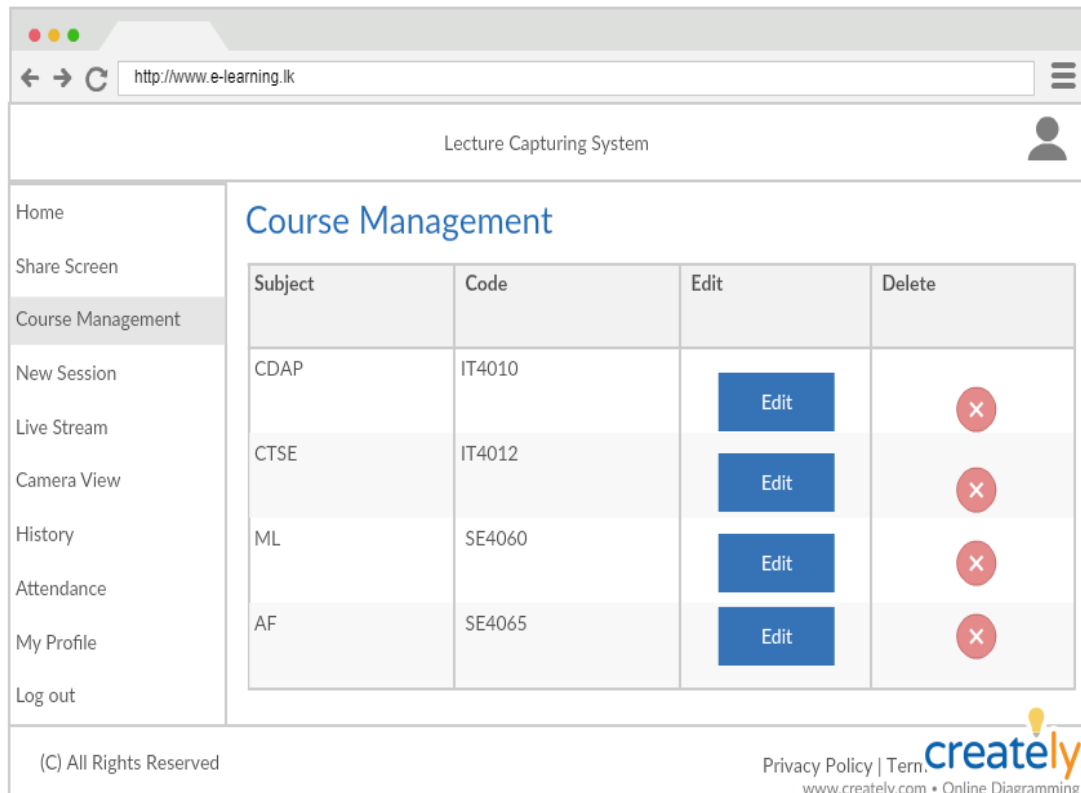 http://www.e-learning.lk
Lecture Capturing System
Home
Share Screen
Course Management
New Session
Live Stream
Camera View
History
Attendance
My Profile
Log out
Course Management
Subject Code Edit Delete
CDAP IT4010 Edit
CTSE IT4012 Edit
ML SE4060 Edit
AF SE4065 Edit
(C) All Rights Reserved
Privacy Policy | Term
creately
www.creately.com • Online Diagramming